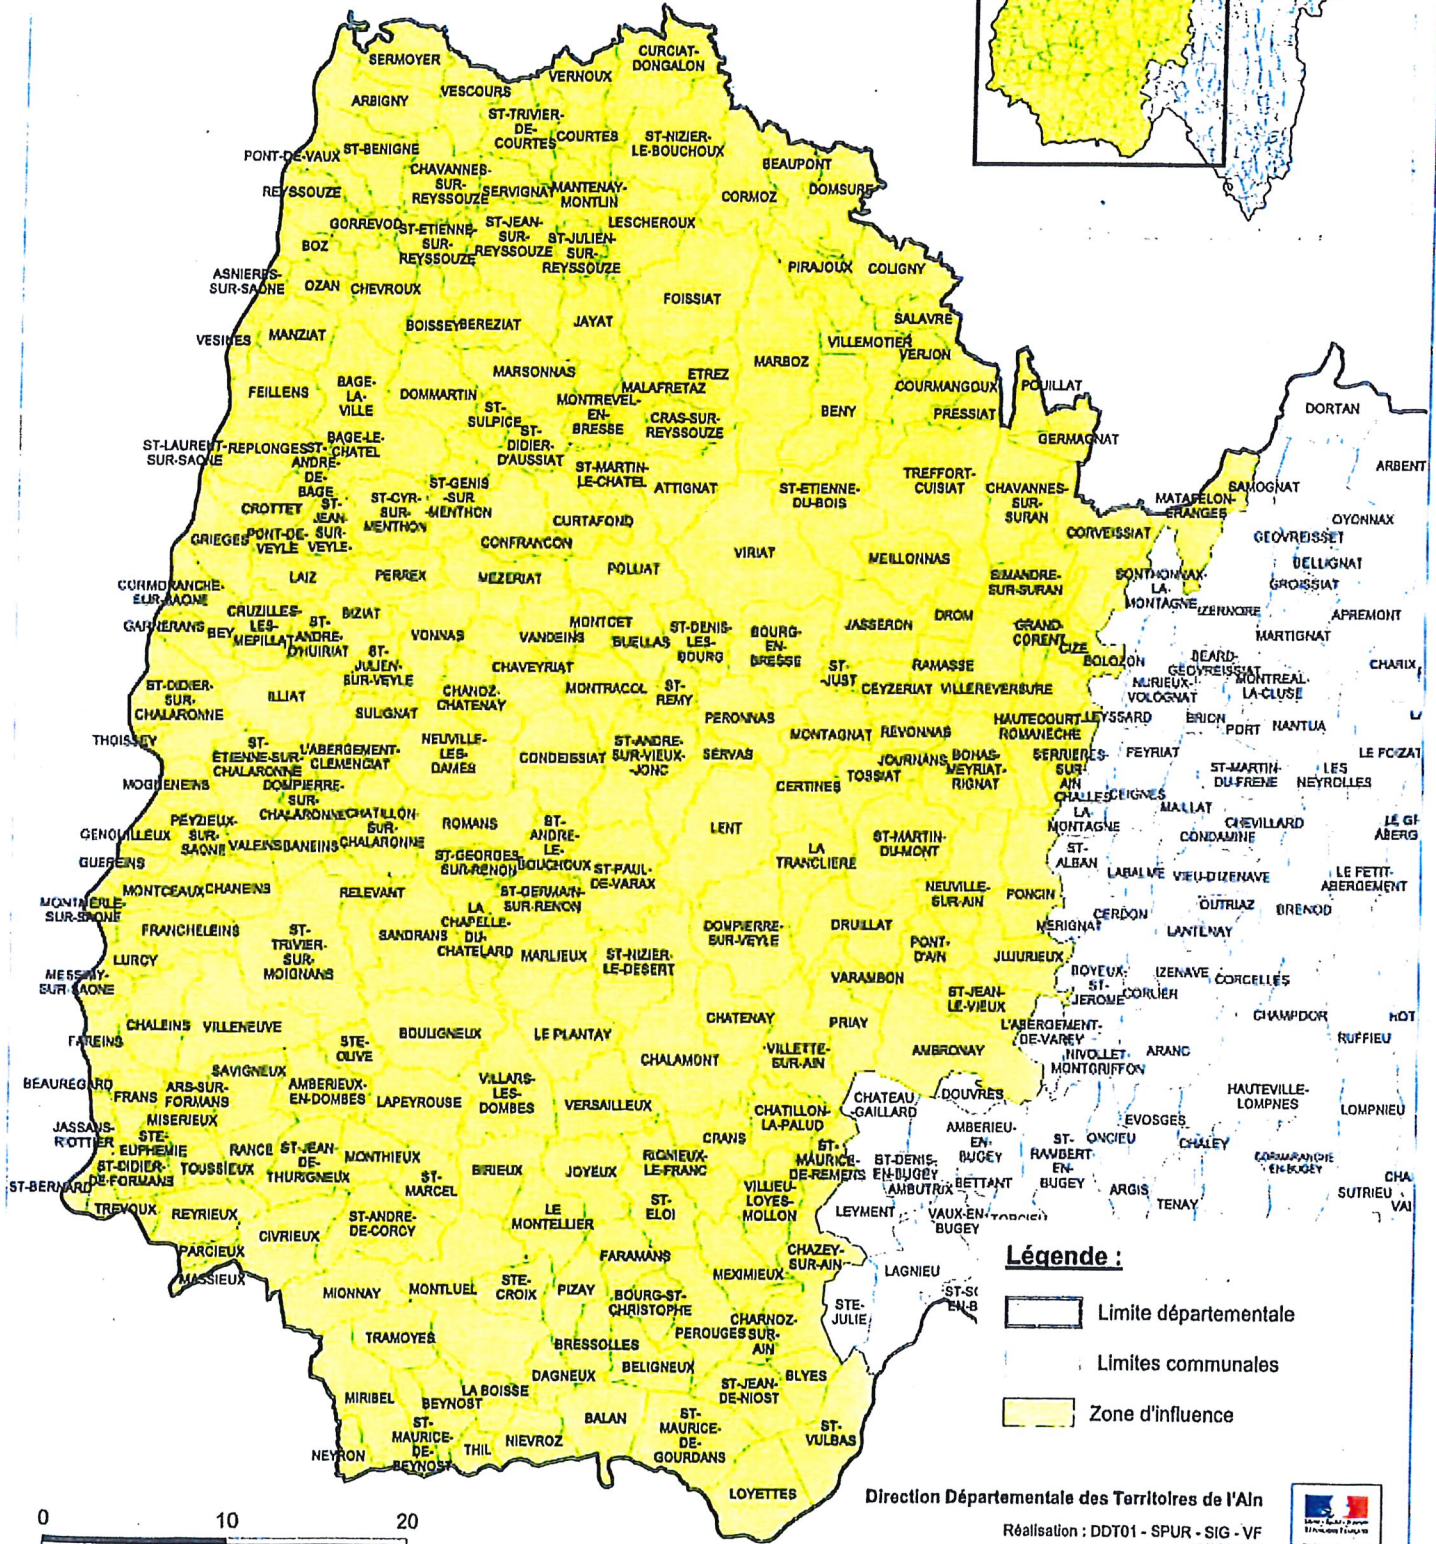 CURCIAT-
DONGALON
SERMOYER
VERNOUX
VESCOURS
ARBIGNY
ST-TRIVIER-
DE-
COURTES
COURTES
ST-NIZIER-
LE-BOUCHOUX
PONT-DE-VAUX
ST-BENIGNE
BEAUPONT
CHAVANNES-
SUR-
REYSSOUZE
REYSSOUZE
SERVIGNAT
MANTENAY-
MONTLIN
CORMOZ
DOMSURE
GORREVOD
ST-ETIENNE-
SUR-
REYSSOUZE
ST-JEAN-
SUR-
REYSSOUZE
ST-JULIEN-
SUR-
REYSSOUZE
LESCHEROUX
BOZ
PIRAJOUX
COLIGNY
ASNIERES-
SUR-SAONE
OZAN
CHEVROUX
FOISSIAT
VESINES
MANZIAT
BOISSEY
BEREZIAT
JAYAT
SALAVRE
VILLEMOTIER
VERJON
MARBOZ
MARSONNAS
ETREZ
MALAFRETAZ
COURMANGOUX
POUILLAT
FEILLENS
BAGE-
LA-
VILLE
DOMMARTIN
MONTREVEL-
EN-
BRESSE
CRAS-SUR-
REYSSOUZE
BENY
PRESSIAT
DORTAN
ST-
SULPICE
ST-
DIDIER-
D'AUSSIAT
GERMAGNAT
ST-LAURENT-
SUR-SAONE
REPLONGES
ST-
ANDRE-
DE-
BAGE
BAGE-LE-
CHATEL
ST-MARTIN-
LE-CHATEL
ATTIGNAT
ARBENT
ST-ETIENNE-
DU-BOIS
TREFFORT-
CUISIAT
CHAVANNES-
SUR-
SURAN
MATAFELON-
GRANGES
SAMOGNAT
ST-GENIS
-SUR
-MENTHON
ST-CYR-
SUR-
MENTHON
CROTTET
ST-
JEAN-
SUR-
VEYLE-
CURTAFOND
OYONNAX
GRIEGES
PONT-DE-
VEYLE
CONFRANCON
VIRIAT
MEILLONNAS
CORVEISSIAT
GEOVREISSET
BELLIGNAT
LAIZ
PERREX
MEZERIAT
POLLIAT
SIMANDRE-
SUR-SURAN
SONTHONNAX-
LA-
MONTAGNE
GROISSIAT
CORMORANCHE-
SUR-SAONE
IZERNORE
APREMONT
GARNERANS
BEY
CRUZILLES-
LES-
MEPILLAT
ST-
ANDRE-
D'HUIRIAT
BIZIAT
VONNAS
VANDEINS
MONTCET
BUELLAS
ST-DENIS-
LES-
BOURG
BOURG-
EN-
BRESSE
JASSERON
DROM
GRAND-
CORENT
CIZE
BOLOZON
MARTIGNAT
ST-
JULIEN-
SUR-VEYLE
CHAVEYRIAT
ST-
-JUST
RAMASSE
BEARD-
GEOVREISSIAT
CHARIX
ST-DIDIER-
SUR-
CHALARONNE
ILLIAT
SULIGNAT
CHANOZ-
CHATENAY
MONTRACOL
ST-
REMY
CEYZERIAT
VILLEREVERSURE
NURIEUX-
VOLOGNAT
MONTREAL-
LA-CLUSE
PERONNAS
HAUTECOURT-
ROMANECHE
LEYSSARD
BRION
PORT
NANTUA
THOISSEY
ST-
ETIENNE-SUR-
CHALARONNE
L'ABERGEMENT-
CLEMENCIAT
NEUVILLE-
LES-
DAMES
CONDEISSIAT
ST-ANDRE-
SUR-VIEUX-
-JONC
SERVAS
MONTAGNAT
REVONNAS
JOURNANS
TOSSIAT
BOHAS-
MEYRIAT-
RIGNAT
SERRIERES-
SUR-
AIN
PEYRIAT
LE POIZAT
MOGNENEINS
DOMPIERRE-
SUR-
CHALARONNE
CERTINES
ST-MARTIN-
DU-FRENE
LES
NEYROLLES
CHALLES-
LA-
MONTAGNE
CEIGNES
MAILLAT
PEYZIEUX-
SUR-
SAONE
CHATILLON-
SUR-
CHALARONNE
ROMANS
ST-
ANDRE-
LE-
BOUCHOUX
LENT
CHEVILLARD
GENOUILLEUX
VALEINS
BANEINS
LA
TRANCLIERE
ST-MARTIN-
DU-MONT
CONDAMINE
GUEREINS
ST-GEORGES-
SUR-RENON
ST-PAUL-
DE-VARAX
ST-
ALBAN
LABALME
VIEU-DIZENAVE
LE PETIT-
ABERGEMENT
MONTCEAUX
CHANEINS
RELEVANT
ST-GERMAIN-
SUR-RENON
NEUVILLE-
SUR-AIN
PONCIN
MONTMERLE-
SUR-SAONE
LA
CHAPELLE-
DU-
CHATELARD
CERDON
OUTRIAZ
BRENOD
FRANCHELEINS
ST-
TRIVIER-
SUR-
MOIGNANS
SANDRANS
MARLIEUX
ST-NIZIER-
LE-DESERT
DOMPIERRE-
SUR-VEYLE
DRUILLAT
PONT-
D'AIN
MERIGNAT
LANTENAY
LURCY
JUJURIEUX
MESSIMY-
SUR-SAONE
VARAMBON
BOYEUX-
ST-
JEROME
IZENAVE
CORLIER
CORCELLES
ST-JEAN-
LE-VIEUX
CHALEINS
VILLENEUVE
BOULIGNEUX
LE PLANTAY
CHATENAY
PRIAY
L'ABERGEMENT-
DE-VAREY
CHAMPDOR
HOT
FAREINS
STE-
OLIVE
CHALAMONT
VILLETTE-
SUR-AIN
AMBRONAY
NIVOLLET-
MONTGRIFFON
ARANC
RUFFIEU
SAVIGNEUX
BEAUREGARD
FRANS
ARS-SUR-
FORMANS
AMBERIEUX-
EN-DOMBES
LAPEYROUSE
VILLARS-
LES-
DOMBES
VERSAILLEUX
CHATILLON-
LA-PALUD
CHATEAU
-GAILLARD
DOUVRES
HAUTEVILLE-
LOMPNES
LOMPNIEU
MISERIEUX
JASSANS-
RIOTTIER
STE-
EUPHEMIE
RANCE
ST-JEAN-
DE-
THURIGNEUX
MONTHIEUX
CRANS
AMBERIEU-
EN-
BUGEY
EVOSGES
ONCIEU
CHALEY
ST-DIDIER-
DE-FORMANS
TOUSSIEUX
BIRIEUX
JOYEUX
RIGNIEUX-
LE-FRANC
ST-
MAURICE-
DE-REMENS
ST-DENIS-
EN-BUGEY
ST-
RAMBERT
EN-
BUGEY
CORMARANCHE
EN-BUGEY
ST-BERNARD
ST-
MARCEL
VILLIEU-
LOYES-
MOLLON
AMBUTRIX
BETTANT
ARGIS
TENAY
SUTRIEU
CHA
VAI
TREVOUX
REYRIEUX
ST-ANDRE-
DE-CORCY
LE
MONTELLIER
ST-
ELOI
LEYMENT
VAUX-EN-
BUGEY
TORCIEU
CIVRIEUX
PARCIEUX
FARAMANS
CHAZEY-
SUR-AIN
LAGNIEU
MASSIEUX
MIONNAY
MONTLUEL
STE-
CROIX
PIZAY
BOURG-ST-
CHRISTOPHE
MEXIMIEUX
STE-
JULIE
TRAMOYES
BRESSOLLES
PEROUGES
CHARNOZ-
SUR-
AIN
DAGNEUX
BELIGNEUX
BLYES
MIRIBEL
BEYNOST
LA BOISSE
ST-JEAN-
DE-NIOST
BALAN
ST-
MAURICE-
DE-
GOURDANS
ST-
VULBAS
NEYRON
ST-
MAURICE-
DE-
BEYNOST
THIL
NIEVROZ
LOYETTES
Légende :
Limite départementale
Limites communales
Zone d'influence
Direction Départementale des Territoires de l'Ain
Réalisation : DDT01 - SPUR - SIG - VF
0 10 20